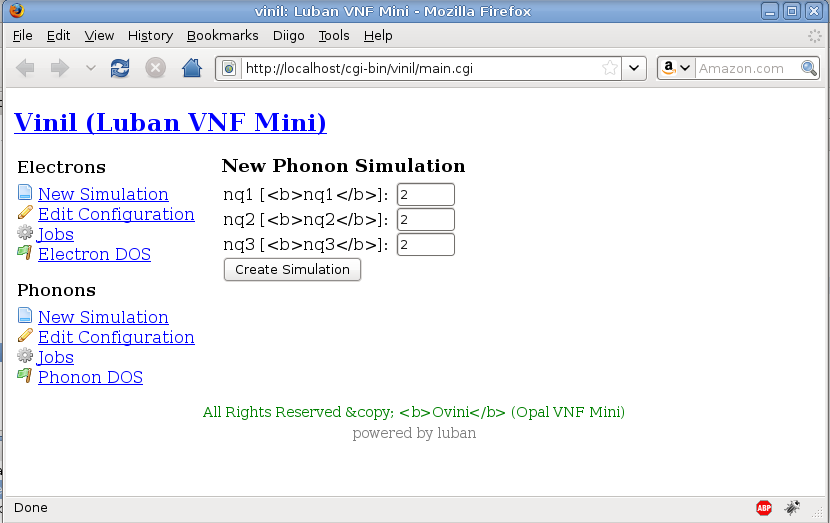 vinil: Luban VNF Mini - Mozilla Firefox
File Edit View History Bookmarks Diigo Tools Help
http://localhost/cgi-bin/vinil/main.cgi
Amazon.com
Vinil (Luban VNF Mini)
Electrons
New Simulation
Edit Configuration
Jobs
Electron DOS
Phonons
New Simulation
Edit Configuration
Jobs
Phonon DOS
New Phonon Simulation
nq1 [<b>nq1</b>]: 2
nq2 [<b>nq2</b>]: 2
nq3 [<b>nq3</b>]: 2
Create Simulation
All Rights Reserved &copy; <b>Ovini</b> (Opal VNF Mini)
powered by luban
Done
ABP